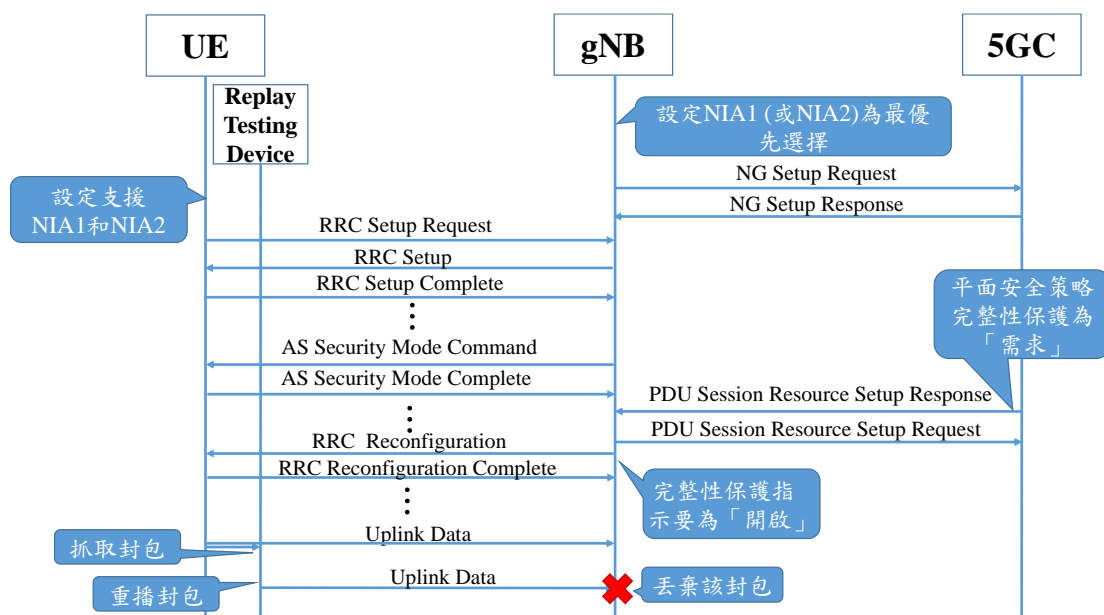 UE
gNB
5GC
Replay
Testing
Device
設定NIA1 (或NIA2)為最優
先選擇
NG Setup Request
設定支援
NIA1和NIA2
NG Setup Response
RRC Setup Request
RRC Setup
RRC Setup Complete
平面安全策略
完整性保護為
「需求」
AS Security Mode Command
AS Security Mode Complete
PDU Session Resource Setup Response
PDU Session Resource Setup Request
RRC Reconfiguration
RRC Reconfiguration Complete
完整性保護指
示要為「開啟」
Uplink Data
抓取封包
Uplink Data
重播封包
丟棄該封包